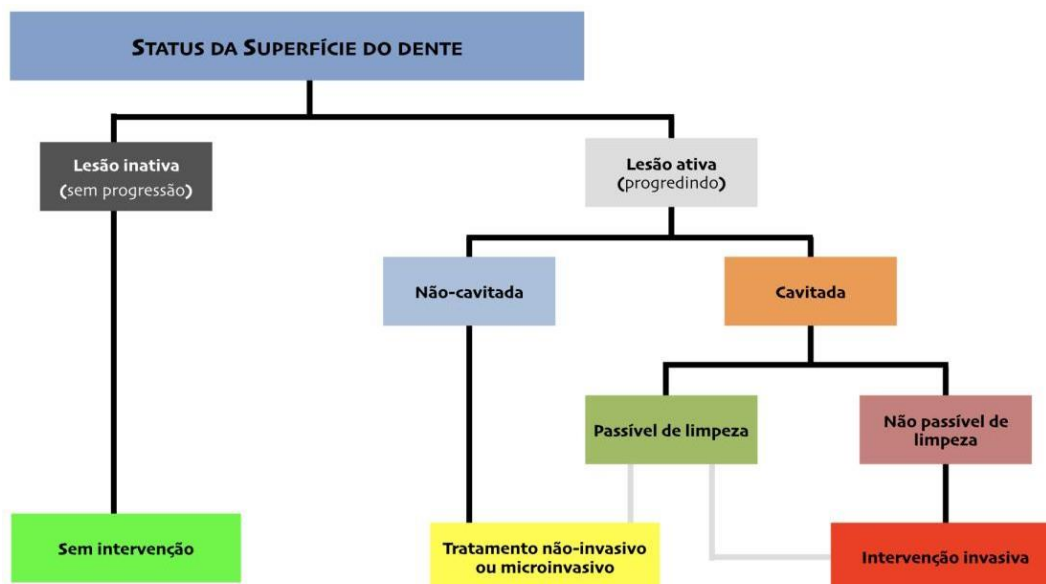 STATUS DA SUPERFÍCIE DO DENTE
Lesão inativa
(sem progressão)
Lesão ativa
(progredindo)
Não-cavitada
Cavitada
Passível de limpeza
Não passível de
limpeza
Sem intervenção
Tratamento não-invasivo
ou microinvasivo
Intervenção invasiva